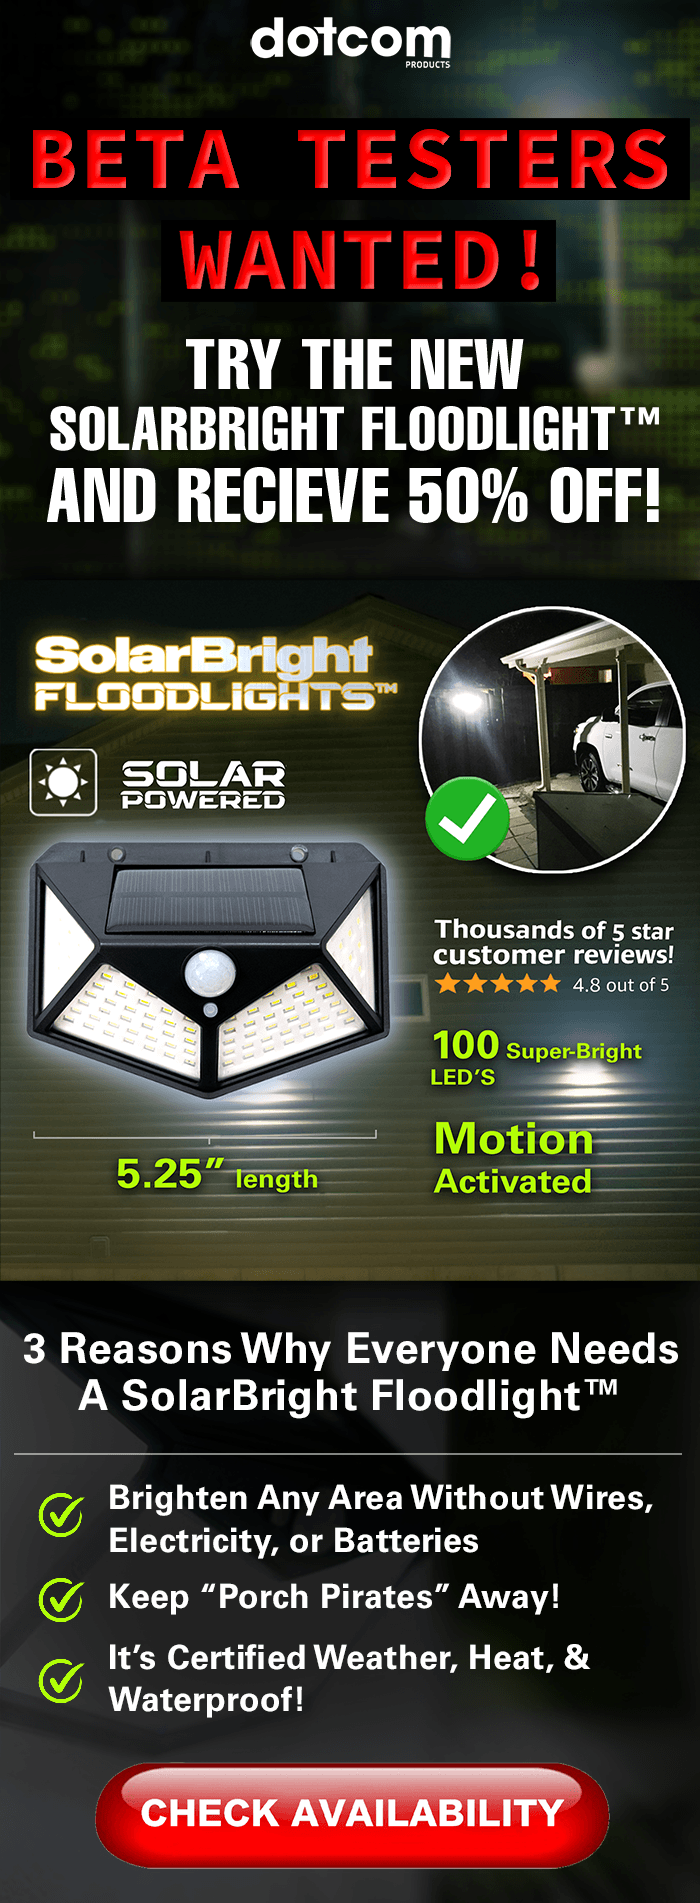 dotcom
PRODUCTS
BETA TESTERS
WANTED!
TRY THE NEW
SOLARBRIGHT FLOODLIGHT™
AND RECIEVE 50% OFF!
SolarBright
FLOODLIGHTS™
SOLAR
POWERED
Thousands of 5 star
customer reviews!
4.8 out of 5
100 Super-Bright
LED'S
Motion
Activated
5.25” length
3 Reasons Why Everyone Needs
A SolarBright Floodlight™
Brighten Any Area Without Wires,
Electricity, or Batteries
Keep “Porch Pirates” Away!
It’s Certified Weather, Heat, &
Waterproof!
CHECK AVAILABILITY